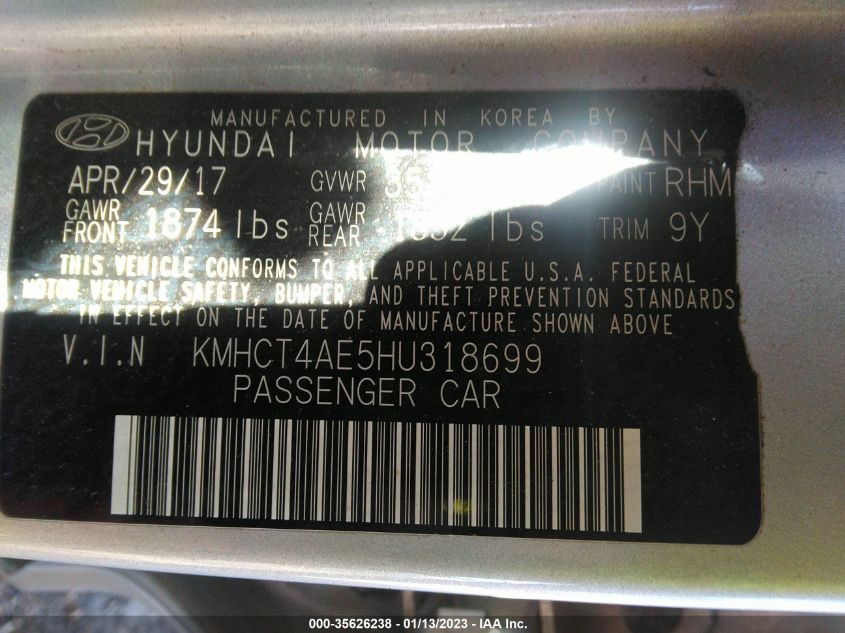 MANUFACTURED IN KOREA BY
HYUNDAI MOTOR COMPANY
APR/29/17 GVWR PAINT RHM
GAWR FRONT 1874 lbs GAWR REAR lbs TRIM 9Y
THIS VEHICLE CONFORMS TO ALL APPLICABLE U.S.A. FEDERAL
MOTOR VEHICLE SAFETY, BUMPER, AND THEFT PREVENTION STANDARDS
IN EFFECT ON THE DATE OF MANUFACTURE SHOWN ABOVE
V.I.N KMHCT4AE5HU318699
PASSENGER CAR
000-35626238 - 01/13/2023 - IAA Inc.